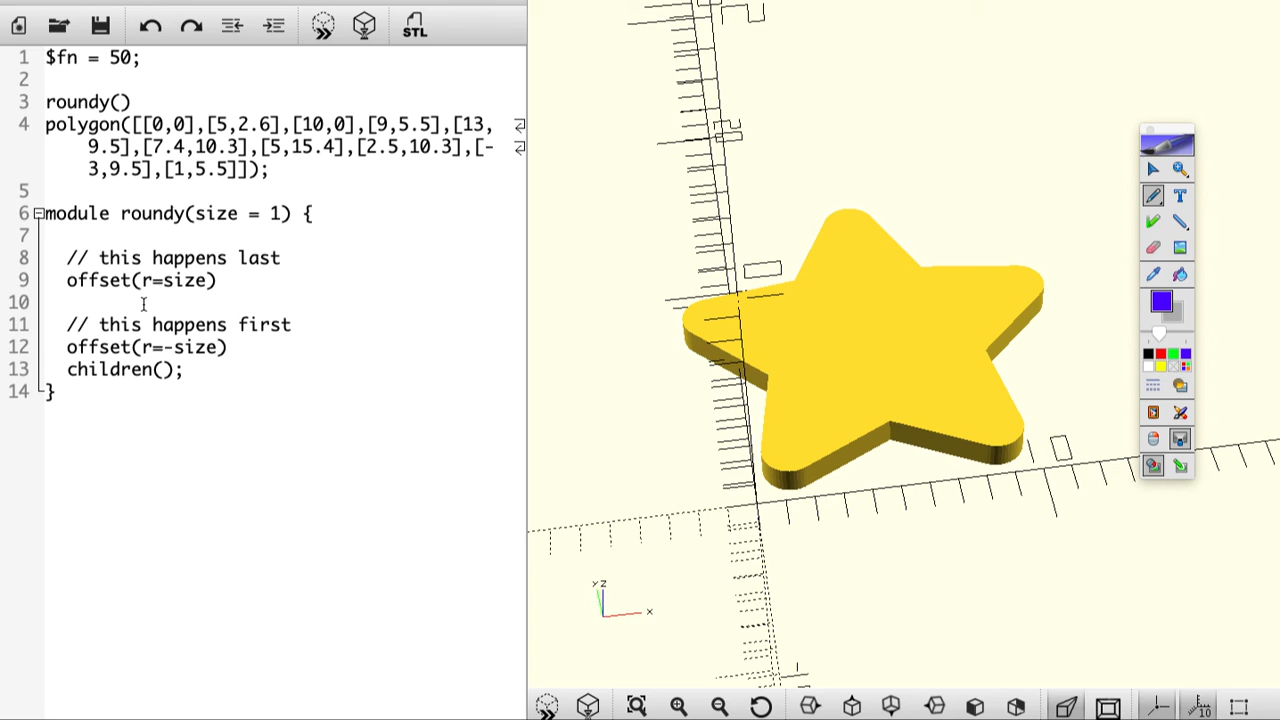 STL
1 $fn = 50;
2
3 roundy()
4 polygon([[0,0],[5,2.6],[10,0],[9,5.5],[13,
9.5],[7.4,10.3],[5,15.4],[2.5,10.3],[-
3,9.5],[1,5.5]]);
5
6 module roundy(size = 1) {
7
8 // this happens last
9 offset(r=size)
10
11 // this happens first
12 offset(r=-size)
13 children();
14 }
T
Y Z
X
10